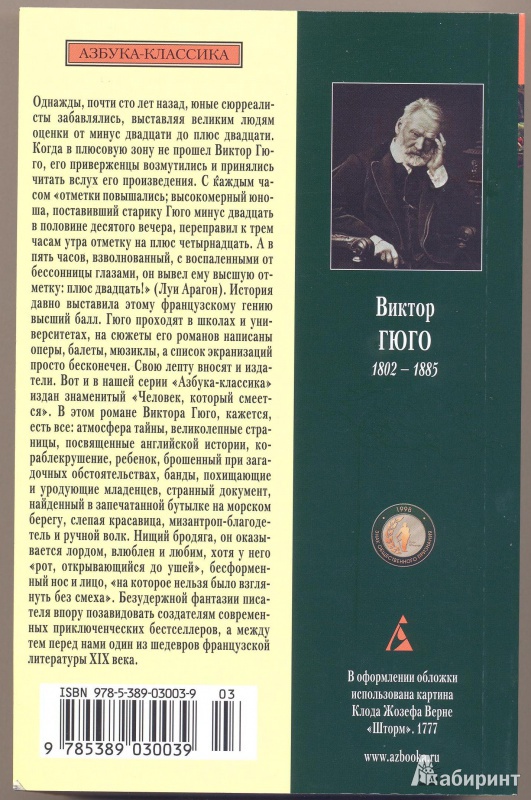 АЗБУКА-КЛАССИКА
Однажды, почти сто лет назад, юные сюрреали-
сты забавлялись, выставляя великим людям
оценки от минус двадцати до плюс двадцати.
Когда в плюсовую зону не прошел Виктор Гю-
го, его приверженцы возмутились и принялись
читать вслух его произведения. С каждым ча-
сом «отметки повышались; высокомерный юно-
ша, поставивший старику Гюго минус двадцать
в половине десятого вечера, переправил к трем
часам утра отметку на плюс четырнадцать. А в
пять часов, взволнованный, с воспаленными от
бессонницы глазами, он вывел ему высшую от-
метку: плюс двадцать!» (Луи Арагон). История
давно выставила этому французскому гению
высший балл. Гюго проходят в школах и уни-
верситетах, на сюжеты его романов написаны
оперы, балеты, мюзиклы, а список экранизаций
просто бесконечен. Свою лепту вносят и изда-
тели. Вот и в нашей серии «Азбука-классика»
издан знаменитый «Человек, который смеет-
ся». В этом романе Виктора Гюго, кажется,
есть все: атмосфера тайны, великолепные стра-
ницы, посвященные английской истории, ко-
раблекрушение, ребенок, брошенный при зага-
дочных обстоятельствах, банды, похищающие
и уродующие младенцев, странный документ,
найденный в запечатанной бутылке на морском
берегу, слепая красавица, мизантроп-благоде-
тель и ручной волк. Нищий бродяга, он оказы-
вается лордом, влюблен и любим, хотя у него
«рот, открывающийся до ушей», бесформен-
ный нос и лицо, «на которое нельзя было взгля-
нуть без смеха». Безудержной фантазии писа-
теля впору позавидовать создателям современ-
ных приключенческих бестселлеров, а между
тем перед нами один из шедевров французской
литературы XIX века.
ISBN 978-5-389-03003-9
03
9 785389 030039
Виктор
ГЮГО
1802 – 1885
1998
ЗНАК ОБЩЕСТВЕННОГО ПРИЗНАНИЯ
В оформлении обложки
использована картина
Клода Жозефа Верне
«Шторм». 1777
www.azbooka.ru
Лабиринт